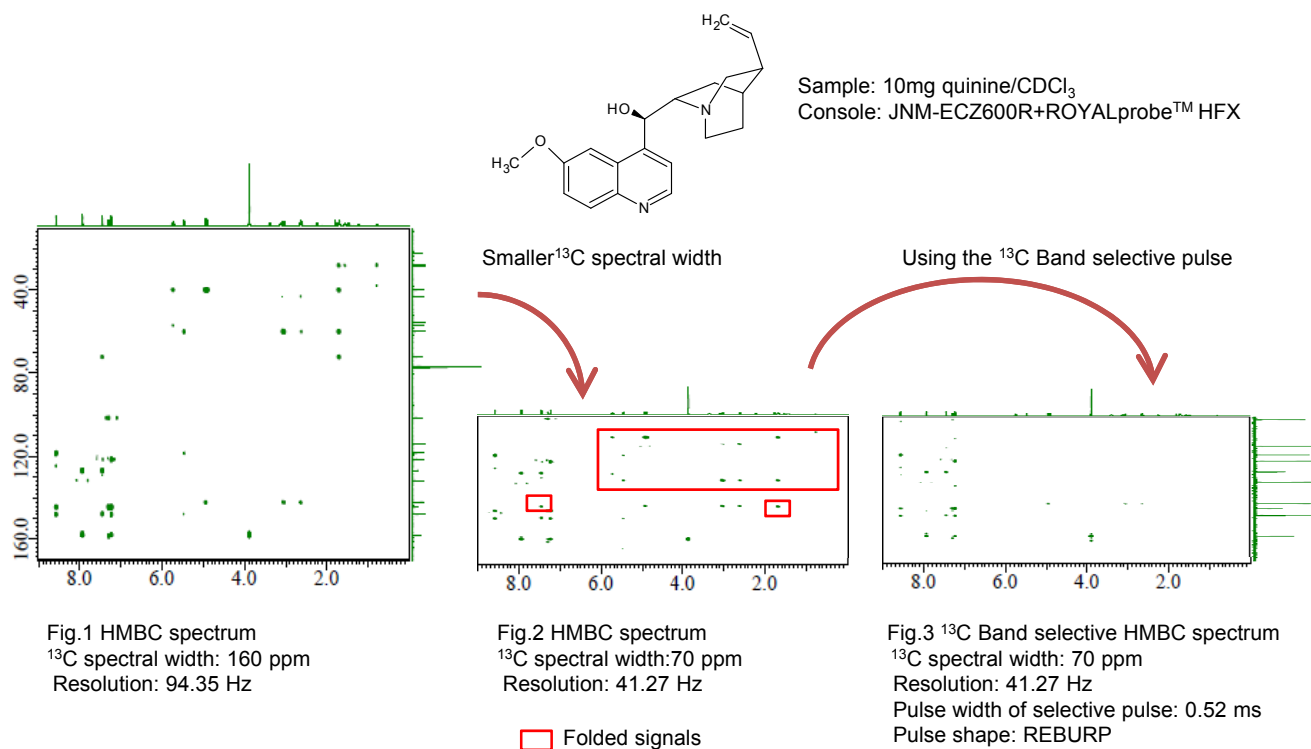 H₂C
HO
N
O
H₃C
N
Sample: 10mg quinine/CDCl₃
Console: JNM-ECZ600R+ROYALprobe™ HFX
Smaller¹³C spectral width
Using the ¹³C Band selective pulse
40.0
80.0
120.0
160.0
8.0 6.0 4.0 2.0
8.0 6.0 4.0 2.0
8.0 6.0 4.0 2.0
Fig.1 HMBC spectrum
¹³C spectral width: 160 ppm
Resolution: 94.35 Hz
Fig.2 HMBC spectrum
¹³C spectral width:70 ppm
Resolution: 41.27 Hz
Folded signals
Fig.3 ¹³C Band selective HMBC spectrum
¹³C spectral width: 70 ppm
Resolution: 41.27 Hz
Pulse width of selective pulse: 0.52 ms
Pulse shape: REBURP